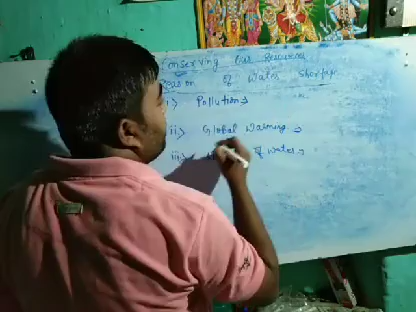 Conserving Our Resources
Reason of Water Shortage
i> Pollution
ii> Global Warming
iii> of water